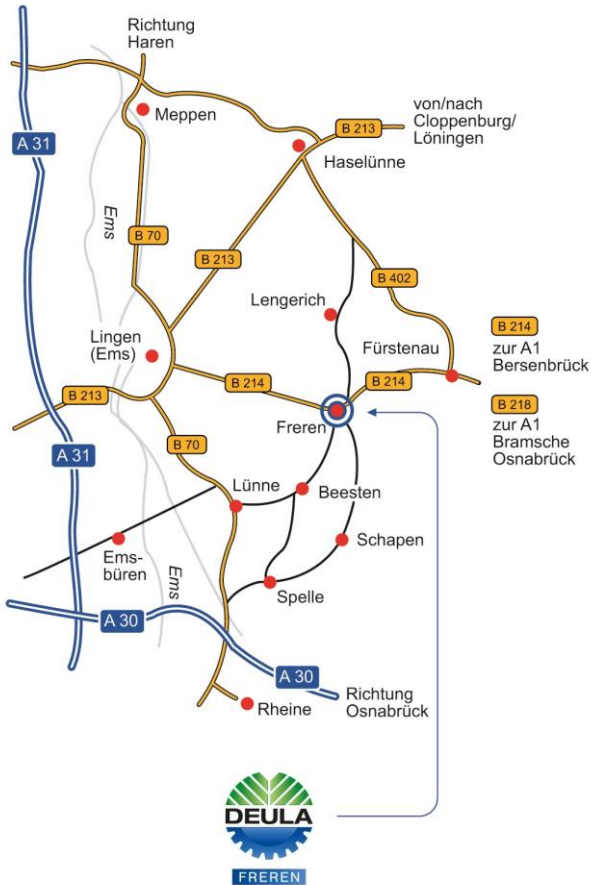 Richtung
Haren
Meppen
B 213
von/nach
Cloppenburg/
Löningen
A 31
Haselünne
Ems
B 70
B 213
B 402
Lengerich
B 214
zur A1
Bersenbrück
Lingen
(Ems)
Fürstenau
B 213
B 214
B 214
B 218
zur A1
Bramsche
Osnabrück
Freren
A 31
B 70
Lünne
Beesten
Schapen
Ems-
büren
Ems
Spelle
A 30
A 30
Richtung
Osnabrück
Rheine
DEULA
FREREN